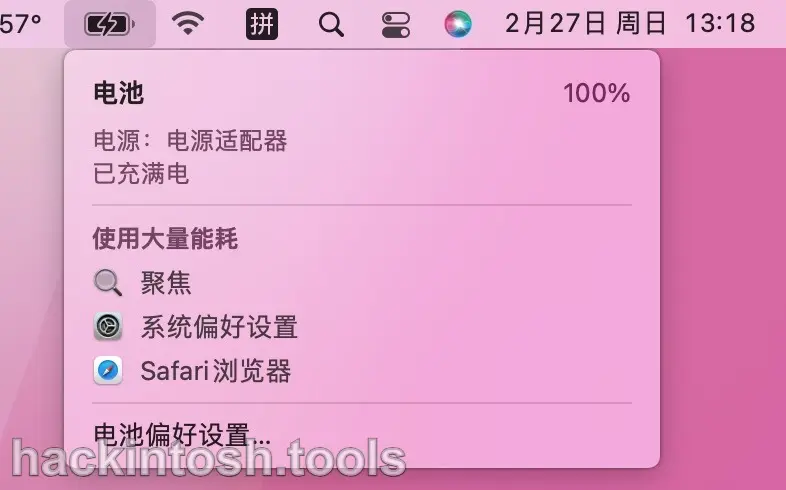 57° 拼 2月27日 周日 13:18
电池 100%
电源：电源适配器
已充满电
使用大量能耗
聚焦
系统偏好设置
Safari浏览器
电池偏好设置...
hackintosh.tools